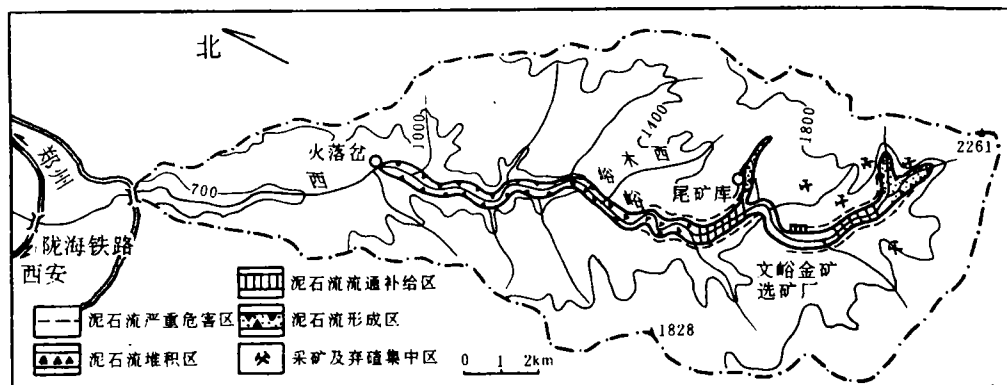 北
郑州
700
火落岔
1000
西
峪
1400
木西
峪
尾矿库
1800
2261
陇海铁路
西安
文峪金矿
选矿厂
1828
泥石流严重危害区
泥石流堆积区
泥石流流通补给区
泥石流形成区
采矿及弃碴集中区
0 1 2km